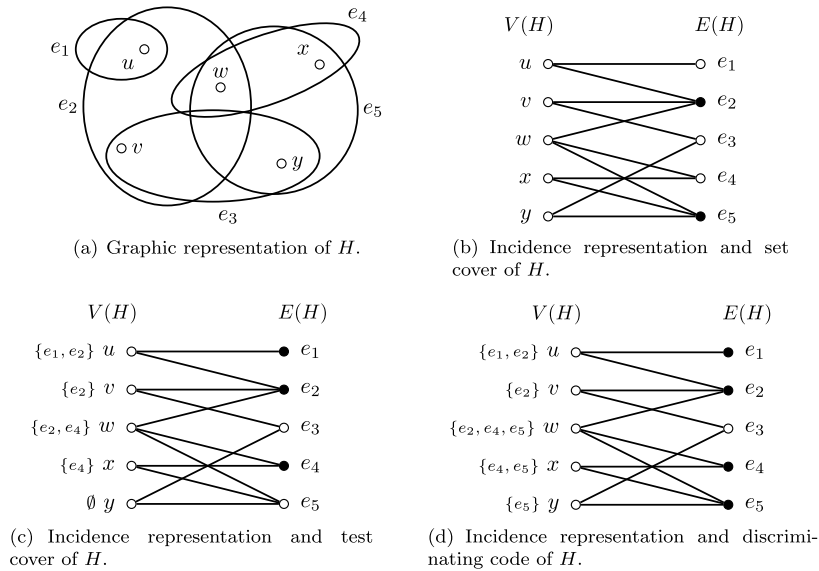 e₄
e₁ u x
w
e₂ e₅
v y
e₃
(a) Graphic representation of H.
V(H) E(H)
u e₁
v e₂
w e₃
x e₄
y e₅
(b) Incidence representation and set
cover of H.
V(H) E(H)
{e₁, e₂} u e₁
{e₂} v e₂
{e₂, e₄} w e₃
{e₄} x e₄
∅ y e₅
(c) Incidence representation and test
cover of H.
V(H) E(H)
{e₁, e₂} u e₁
{e₂} v e₂
{e₂, e₄, e₅} w e₃
{e₄, e₅} x e₄
{e₅} y e₅
(d) Incidence representation and discrimi-
nating code of H.